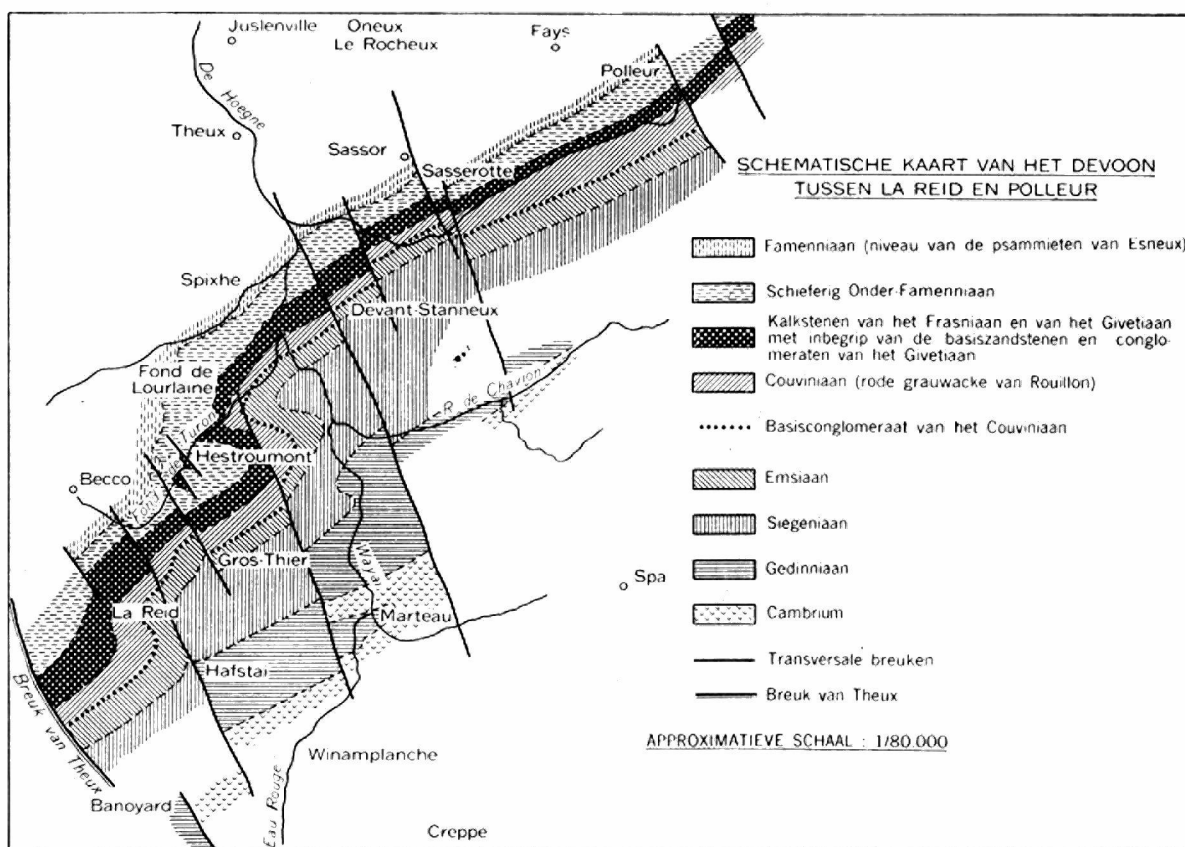 Juslenville
Oneux
Le Rocheux
Fays
De Hoegne
Polleur
Theux
Sassor
Sasserotte
SCHEMATISCHE KAART VAN HET DEVOON
TUSSEN LA REID EN POLLEUR
Famenniaan (niveau van de psammieten van Esneux)
Spixhe
Schieferig Onder-Famenniaan
Devant-Stanneux
Kalkstenen van het Frasniaan en van het Givetiaan
met inbegrip van de basiszandstenen en conglo-
meraten van het Givetiaan
Fond de
Lourlaine
R. de Chavion
Couviniaan (rode grauwacke van Rouillon)
Basisconglomeraat van het Couviniaan
Hestroumont
Becco
Emsiaan
Siegeniaan
Gros-Thier
Wayai
Gedinniaan
Spa
La Reid
Marteau
Cambrium
Hafstai
Transversale breuken
Breuk van Theux
Breuk van Theux
APPROXIMATIEVE SCHAAL : 1/80.000
Winamplanche
Banoyard
Eau Rouge
Creppe